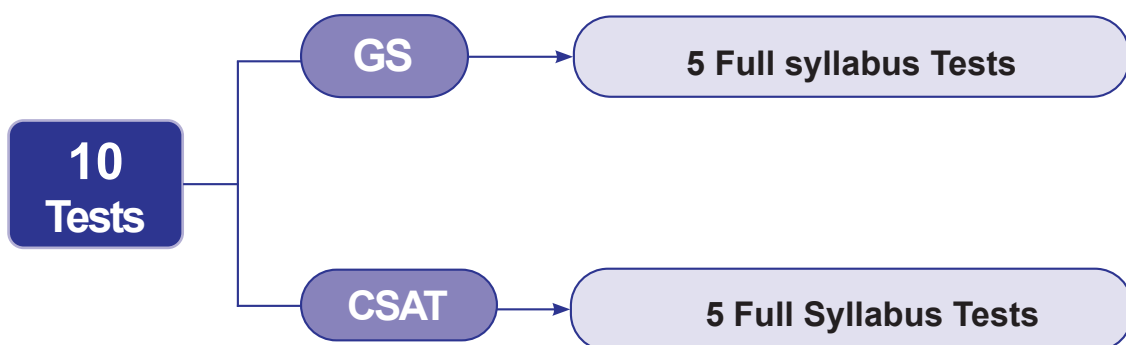 GS
5 Full syllabus Tests
10
Tests
CSAT
5 Full Syllabus Tests